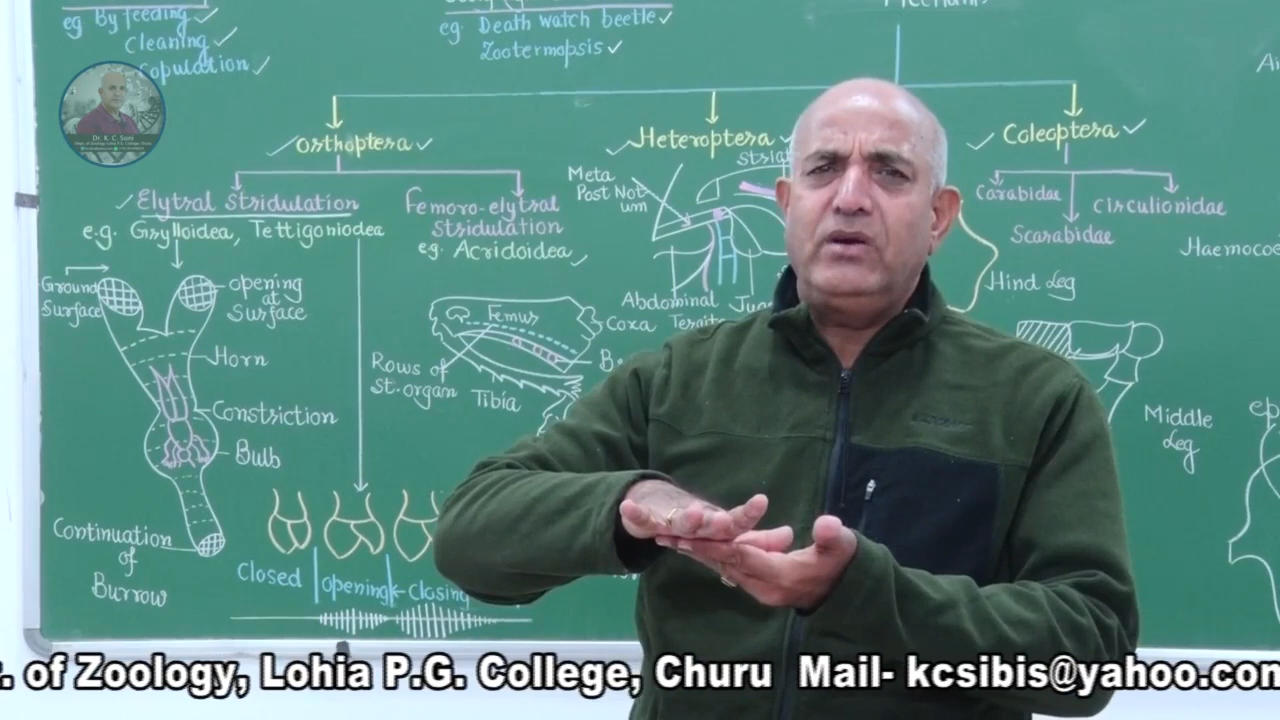 eg By feeding
Cleaning
Copulation
eg. Death watch beetle
Zootermopsis
Dr. K. C. Soni
Orthoptera
Heteroptera
Coleoptera
Elytral stridulation
e.g. Grylloidea, Tettigoniodea
Femoro-elytral
stridulation
eg. Acridoidea
Meta
Post Not-
um
Carabidae
Circulionidae
Scarabidae
Haemocoe
Ground
Surface
opening
at
Surface
Horn
Constriction
Bulb
Continuation
of
Burrow
Femur
Rows of
St. organ
Tibia
Abdominal
Coxa
Hind Leg
Middle
Leg
ep
Closed
opening
Closing
. of Zoology, Lohia P.G. College, Churu Mail- kcsibis@yahoo.com